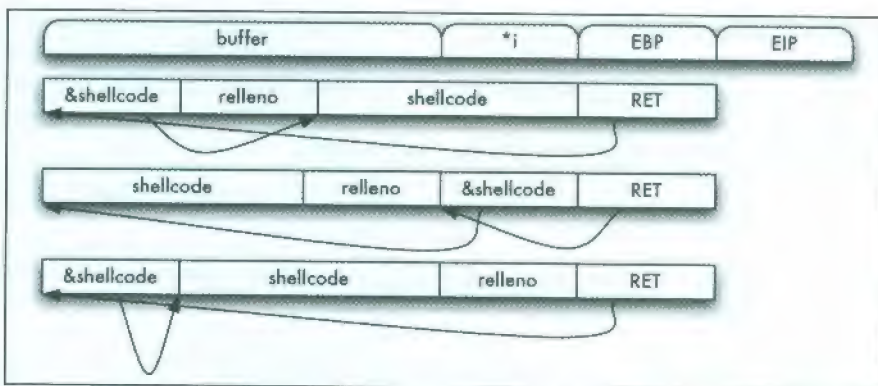 buffer *i EBP EIP
&shellcode relleno shellcode RET
shellcode relleno &shellcode RET
&shellcode shellcode relleno RET